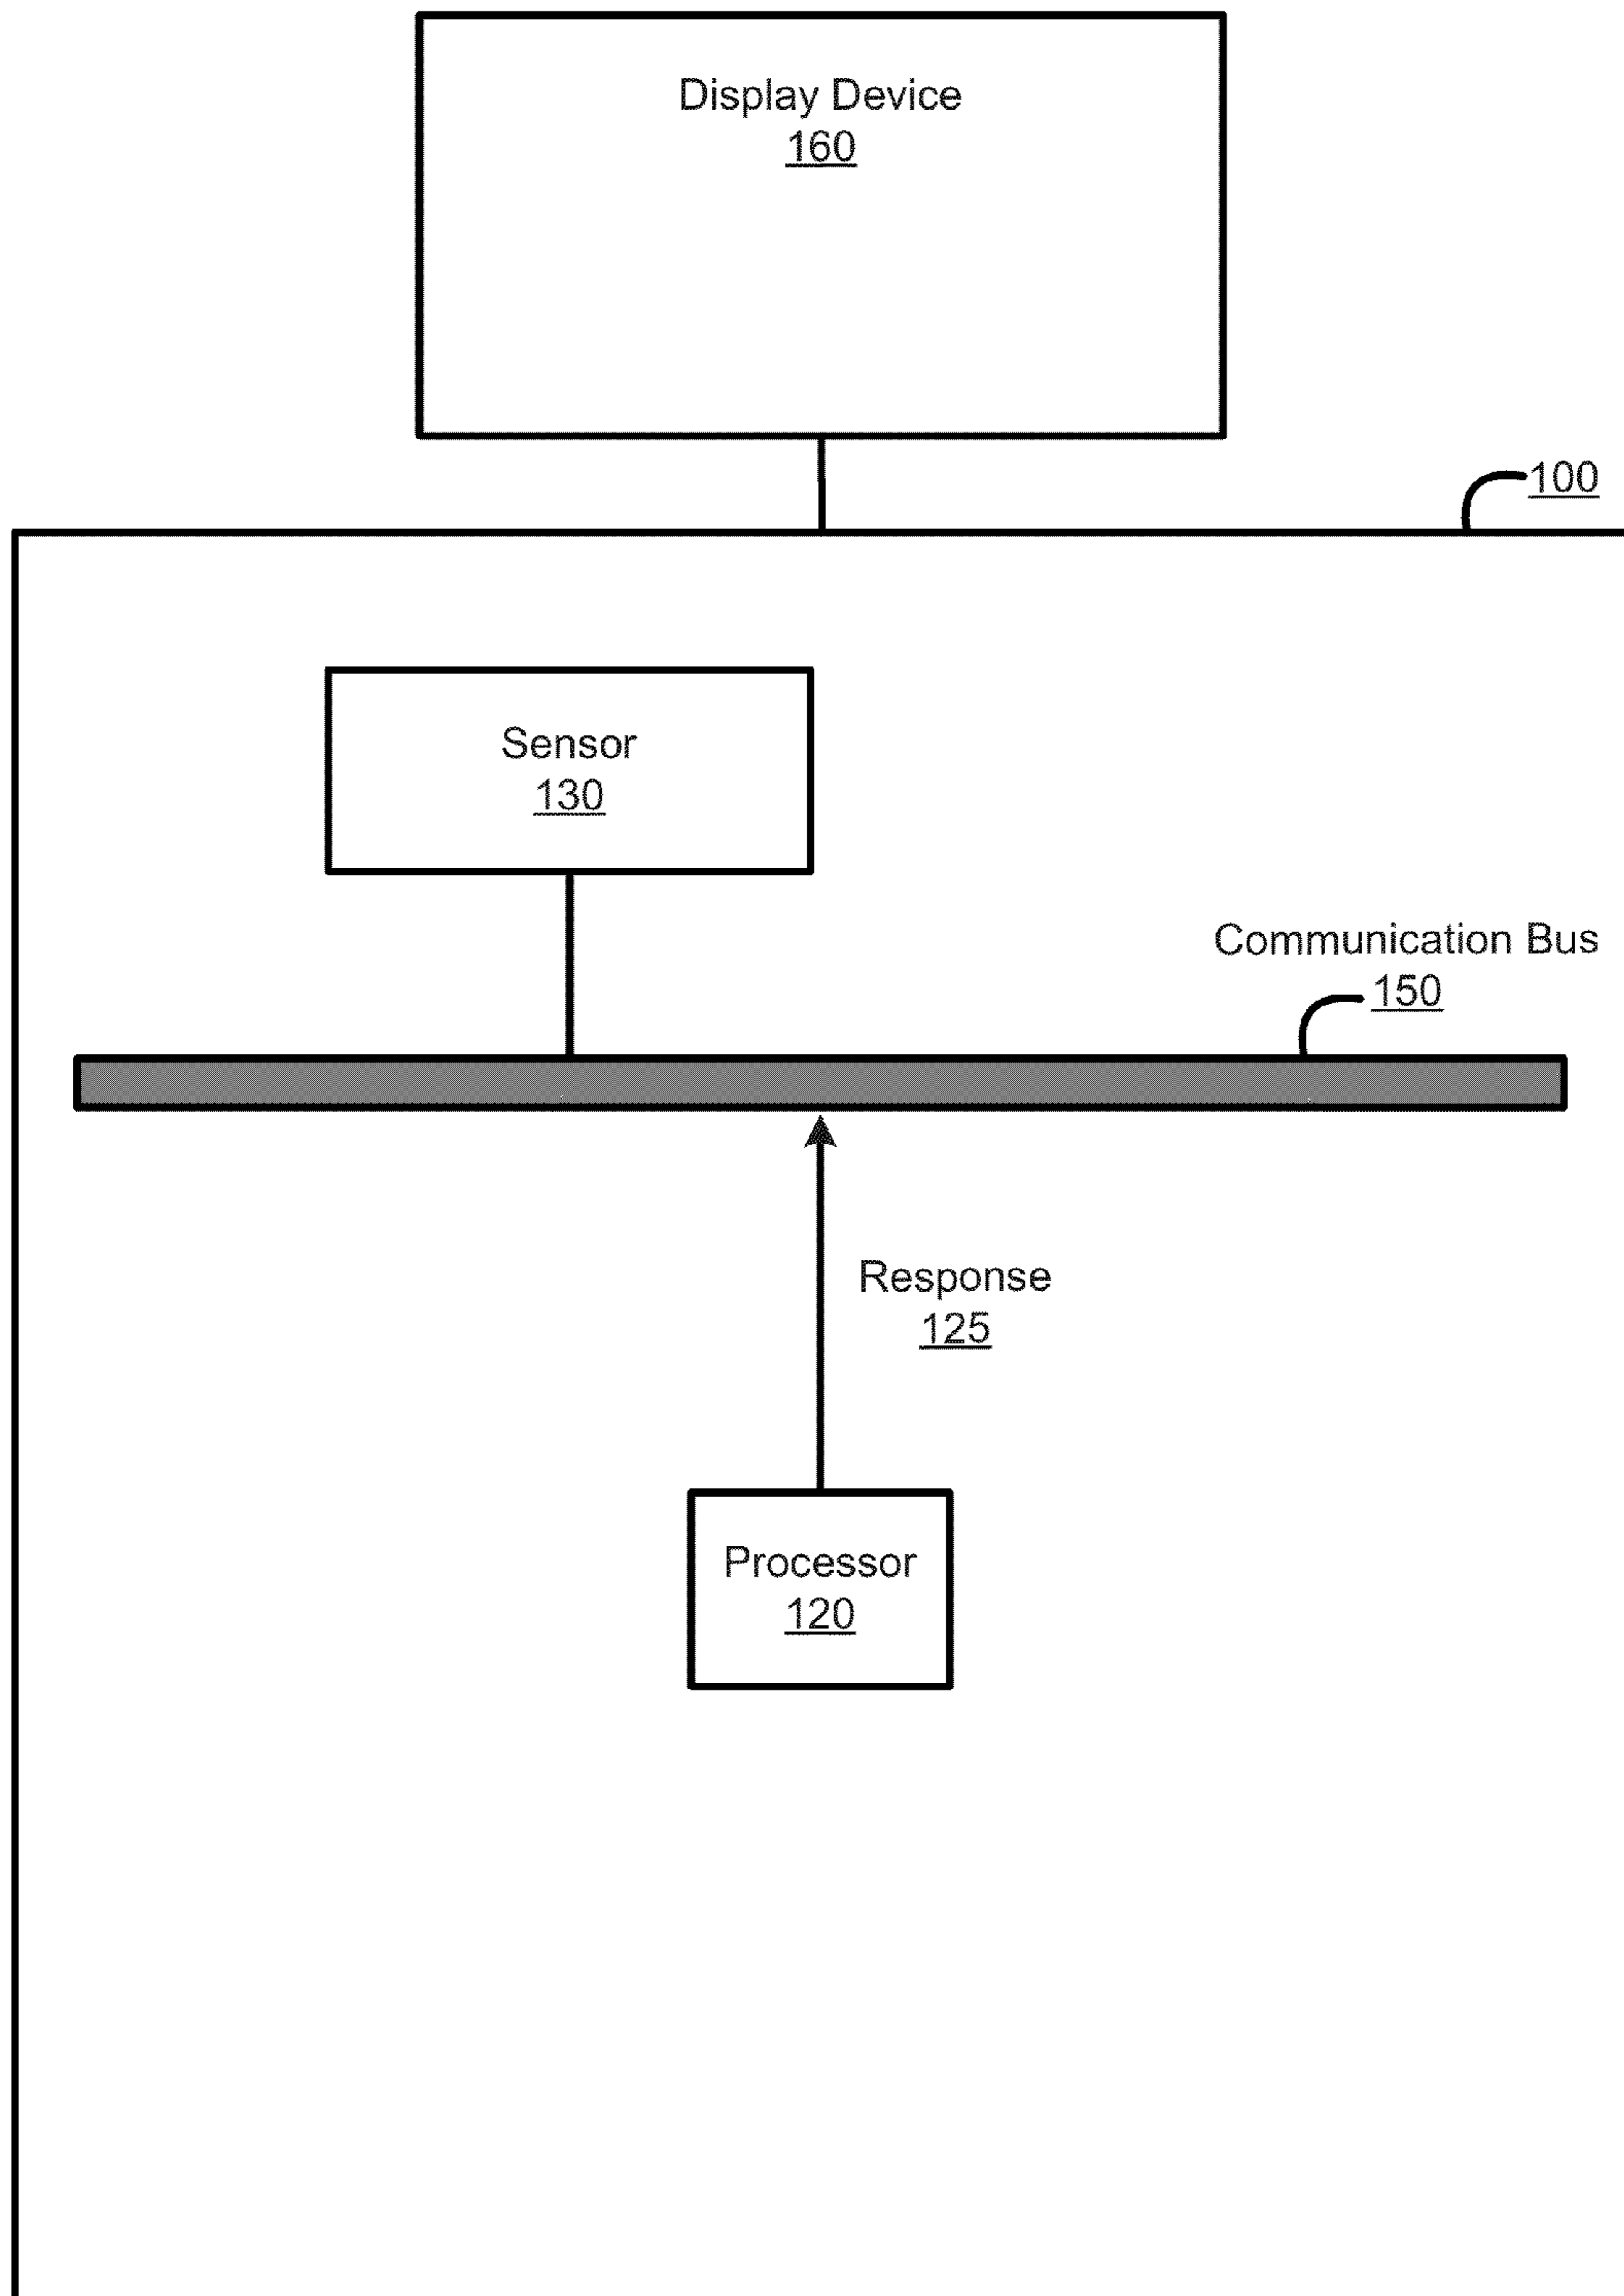 Display Device
160
100
Sensor
130
Communication Bus
150
Response
125
Processor
120